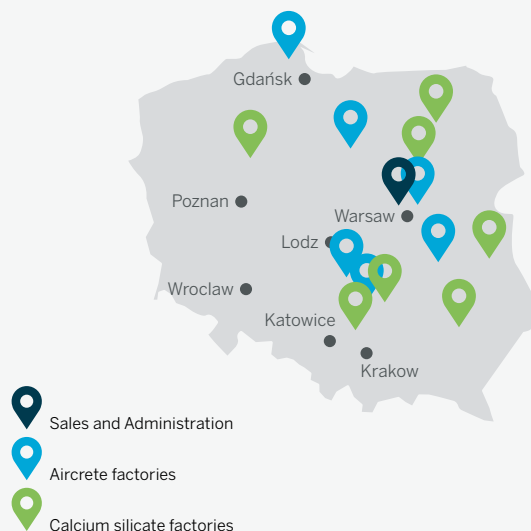 Gdańsk
Poznan
Warsaw
Lodz
Wroclaw
Katowice
Krakow
Sales and Administration
Aircrete factories
Calcium silicate factories